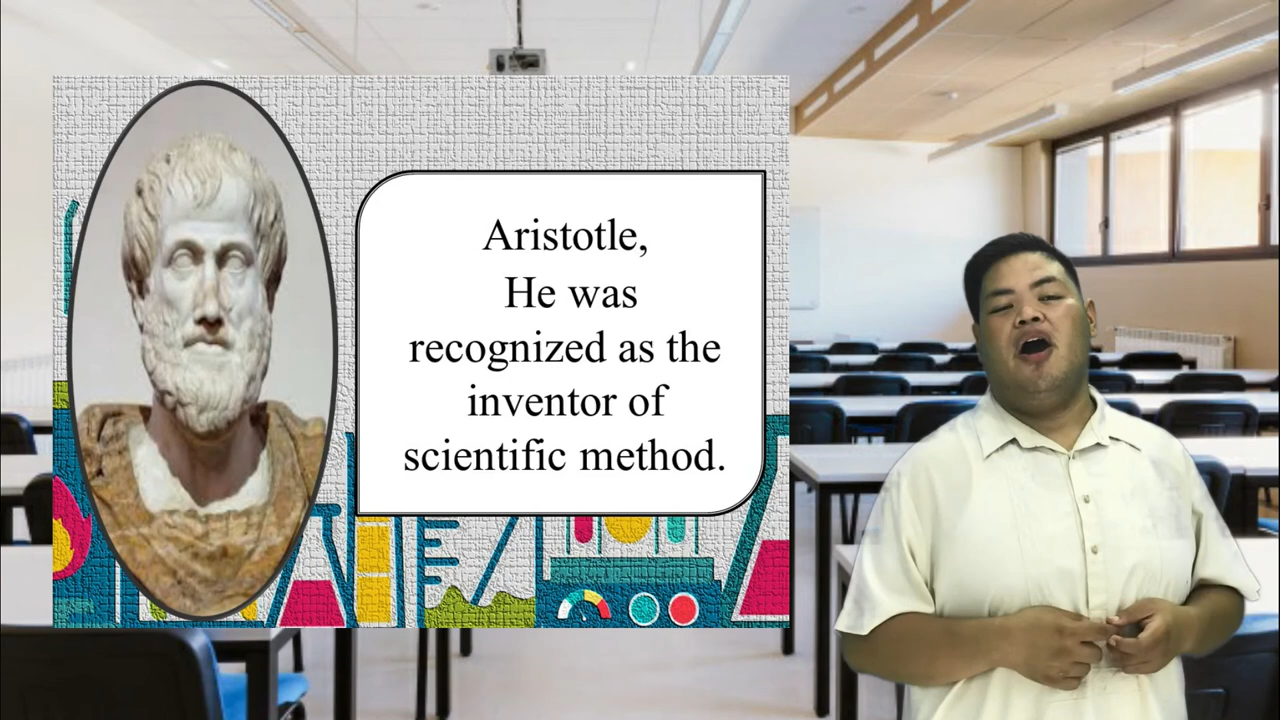 Aristotle,
He was
recognized as the
inventor of
scientific method.